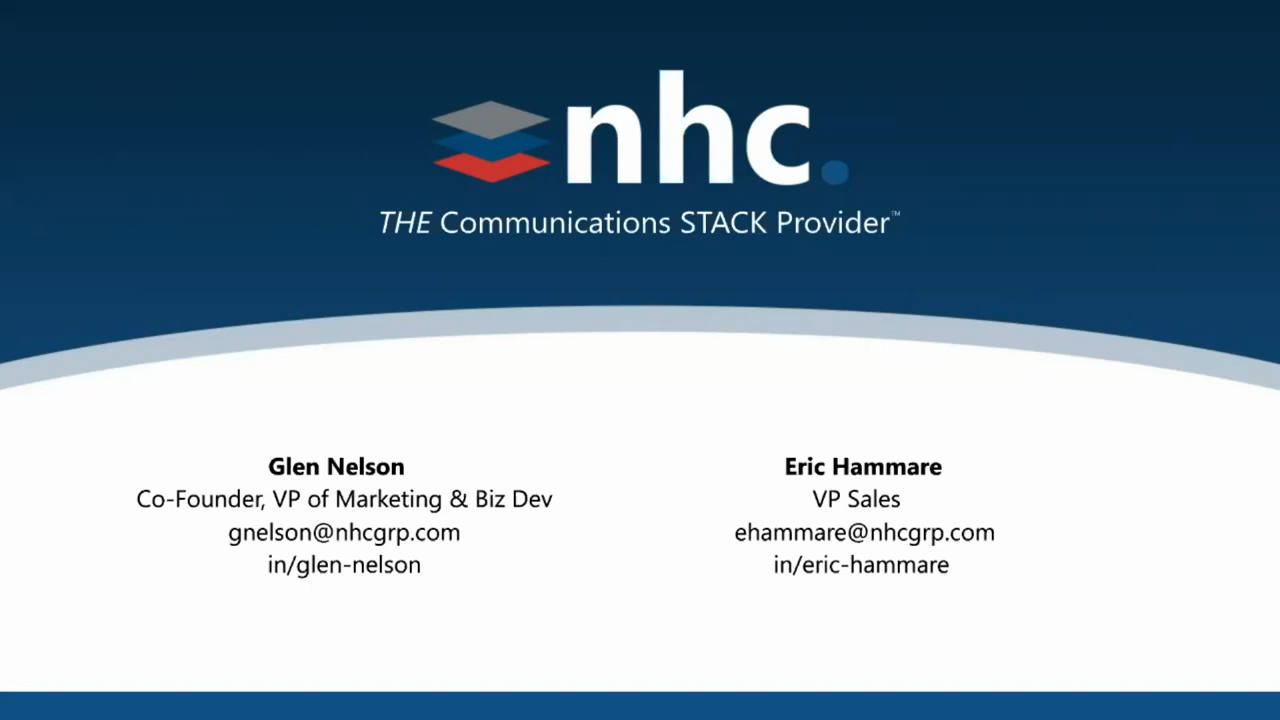 nhc.
THE Communications STACK Provider™
Glen Nelson
Co-Founder, VP of Marketing & Biz Dev
gnelson@nhcgrp.com
in/glen-nelson
Eric Hammare
VP Sales
ehammare@nhcgrp.com
in/eric-hammare